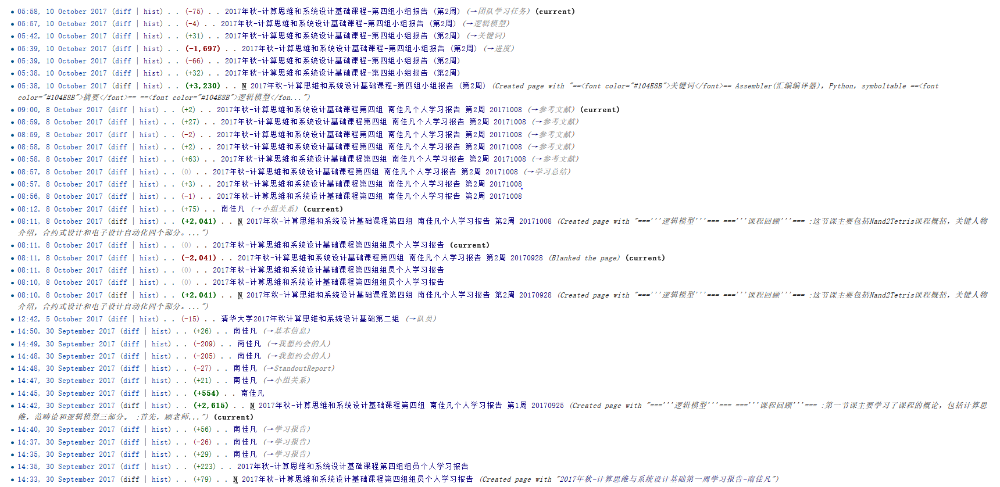 05:58, 10 October 2017 (diff | hist) . . (-75) . . 2017年秋-计算思维和系统设计基础课程-第四组小组报告 (第2周) (→团队学习任务) (current)
05:57, 10 October 2017 (diff | hist) . . (-4) . . 2017年秋-计算思维和系统设计基础课程-第四组小组报告 (第2周) (→逻辑模型)
05:42, 10 October 2017 (diff | hist) . . (+31) . . 2017年秋-计算思维和系统设计基础课程-第四组小组报告 (第2周) (→关键词)
05:39, 10 October 2017 (diff | hist) . . (-1,697) . . 2017年秋-计算思维和系统设计基础课程-第四组小组报告 (第2周) (→进度)
05:39, 10 October 2017 (diff | hist) . . (-66) . . 2017年秋-计算思维和系统设计基础课程-第四组小组报告 (第2周)
05:38, 10 October 2017 (diff | hist) . . (+32) . . 2017年秋-计算思维和系统设计基础课程-第四组小组报告 (第2周)
05:38, 10 October 2017 (diff | hist) . . (+3,230) . . N 2017年秋-计算思维和系统设计基础课程-第四组小组报告 (第2周) (Created page with "==<font color="#104E8B">关键词</font>== Assembler(汇编编译器), Python, symboltable ==<font
color="#104E8B">摘要</font>== ==<font color="#104E8B">逻辑模型</fon...")
09:00, 8 October 2017 (diff | hist) . . (+2) . . 2017年秋-计算思维和系统设计基础课程第四组 南佳凡个人学习报告 第2周 20171008 (→参考文献) (current)
08:59, 8 October 2017 (diff | hist) . . (+27) . . 2017年秋-计算思维和系统设计基础课程第四组 南佳凡个人学习报告 第2周 20171008 (→参考文献)
08:59, 8 October 2017 (diff | hist) . . (-2) . . 2017年秋-计算思维和系统设计基础课程第四组 南佳凡个人学习报告 第2周 20171008 (→参考文献)
08:58, 8 October 2017 (diff | hist) . . (+2) . . 2017年秋-计算思维和系统设计基础课程第四组 南佳凡个人学习报告 第2周 20171008 (→参考文献)
08:58, 8 October 2017 (diff | hist) . . (+63) . . 2017年秋-计算思维和系统设计基础课程第四组 南佳凡个人学习报告 第2周 20171008 (→参考文献)
08:57, 8 October 2017 (diff | hist) . . (0) . . 2017年秋-计算思维和系统设计基础课程第四组 南佳凡个人学习报告 第2周 20171008 (→学习总结)
08:57, 8 October 2017 (diff | hist) . . (+3) . . 2017年秋-计算思维和系统设计基础课程第四组 南佳凡个人学习报告 第2周 20171008
08:56, 8 October 2017 (diff | hist) . . (-1) . . 2017年秋-计算思维和系统设计基础课程第四组 南佳凡个人学习报告 第2周 20171008
08:12, 8 October 2017 (diff | hist) . . (+75) . . 南佳凡 (→小组关系) (current)
08:11, 8 October 2017 (diff | hist) . . (+2,041) . . N 2017年秋-计算思维和系统设计基础课程第四组 南佳凡个人学习报告 第2周 20171008 (Created page with "==='''逻辑模型'''=== ==='''课程回顾'''=== :这节课主要包括Nand2Tetris课程概括, 关键人物
介绍, 合约式设计和电子设计自动化四个部分。...")
08:11, 8 October 2017 (diff | hist) . . (0) . . 2017年秋-计算思维和系统设计基础课程第四组组员个人学习报告 (current)
08:11, 8 October 2017 (diff | hist) . . (-2,041) . . 2017年秋-计算思维和系统设计基础课程第四组 南佳凡个人学习报告 第2周 20170928 (Blanked the page) (current)
08:11, 8 October 2017 (diff | hist) . . (0) . . 2017年秋-计算思维和系统设计基础课程第四组组员个人学习报告
08:10, 8 October 2017 (diff | hist) . . (0) . . 2017年秋-计算思维和系统设计基础课程第四组组员个人学习报告
08:10, 8 October 2017 (diff | hist) . . (+2,041) . . N 2017年秋-计算思维和系统设计基础课程第四组 南佳凡个人学习报告 第2周 20170928 (Created page with "==='''逻辑模型'''=== ==='''课程回顾'''=== :这节课主要包括Nand2Tetris课程概括, 关键人物
介绍, 合约式设计和电子设计自动化四个部分。...")
12:42, 5 October 2017 (diff | hist) . . (-15) . . 清华大学2017年秋计算思维和系统设计基础第二组 (→队员)
14:50, 30 September 2017 (diff | hist) . . (+26) . . 南佳凡 (→基本信息)
14:49, 30 September 2017 (diff | hist) . . (-209) . . 南佳凡 (→我想约会的人)
14:48, 30 September 2017 (diff | hist) . . (-205) . . 南佳凡 (→我想约会的人)
14:48, 30 September 2017 (diff | hist) . . (-27) . . 南佳凡 (→StandoutReport)
14:47, 30 September 2017 (diff | hist) . . (+21) . . 南佳凡 (→小组关系)
14:45, 30 September 2017 (diff | hist) . . (+554) . . 南佳凡
14:42, 30 September 2017 (diff | hist) . . (+2,615) . . N 2017年秋-计算思维和系统设计基础课程第四组 南佳凡个人学习报告 第1周 20170925 (Created page with "==='''逻辑模型'''=== ==='''课程回顾'''=== :第一节课主要学习了课程的概论, 包括计算思
维, 范畴论和逻辑模型三部分。 :首先, 顾老师...") (current)
14:40, 30 September 2017 (diff | hist) . . (+56) . . 南佳凡 (→学习报告)
14:37, 30 September 2017 (diff | hist) . . (-26) . . 南佳凡 (→学习报告)
14:35, 30 September 2017 (diff | hist) . . (+29) . . 南佳凡 (→学习报告)
14:35, 30 September 2017 (diff | hist) . . (+223) . . 2017年秋-计算思维和系统设计基础课程第四组组员个人学习报告
14:33, 30 September 2017 (diff | hist) . . (+79) . . N 2017年秋-计算思维和系统设计基础课程第四组组员个人学习报告 (Created page with "2017年秋-计算思维与系统设计基础第一周学习报告-南佳凡")